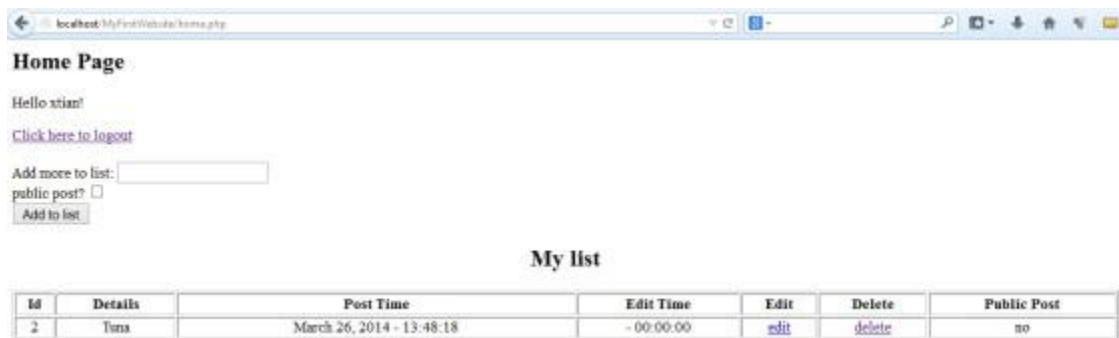 localhost/MyFirstWebsite/home.php
Home Page
Hello xtian!
Click here to logout
Add more to list:
public post?
Add to list
My list
Id Details Post Time Edit Time Edit Delete Public Post
2 Tuna March 26, 2014 - 13:48:18 - 00:00:00 edit delete no